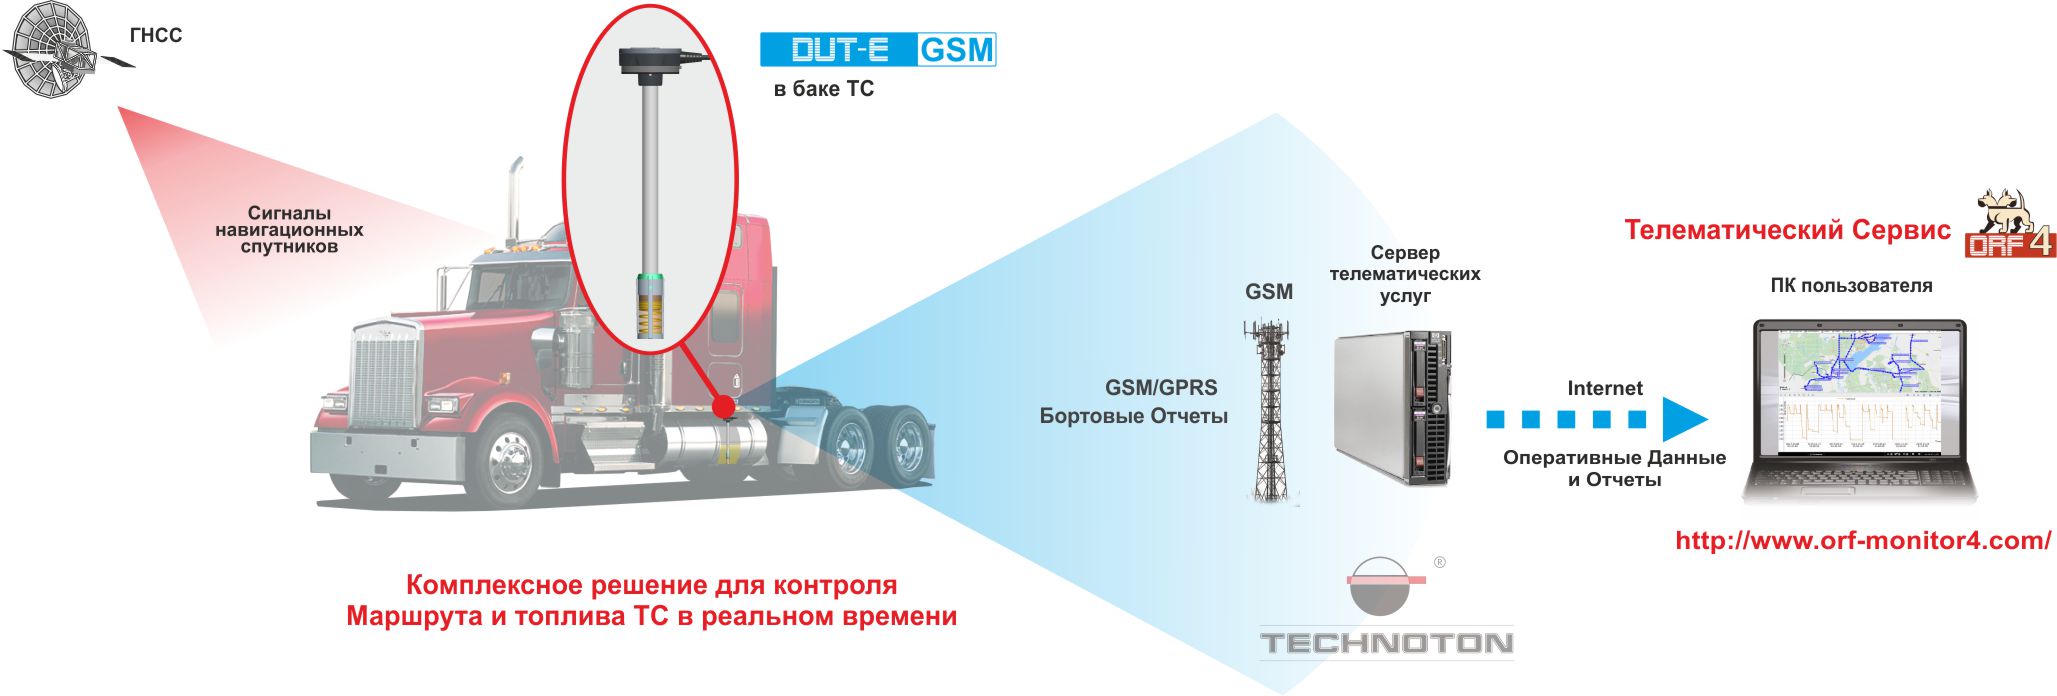 ГНСС
DUT-E GSM
в баке ТС
Сигналы
навигационных
спутников
Телематический Сервис
ORF 4
Сервер
телематических
услуг
GSM
ПК пользователя
GSM/GPRS
Бортовые Отчеты
Internet
Оперативные Данные
и Отчеты
http://www.orf-monitor4.com/
Комплексное решение для контроля
Маршрута и топлива ТС в реальном времени
®
TECHNOTON